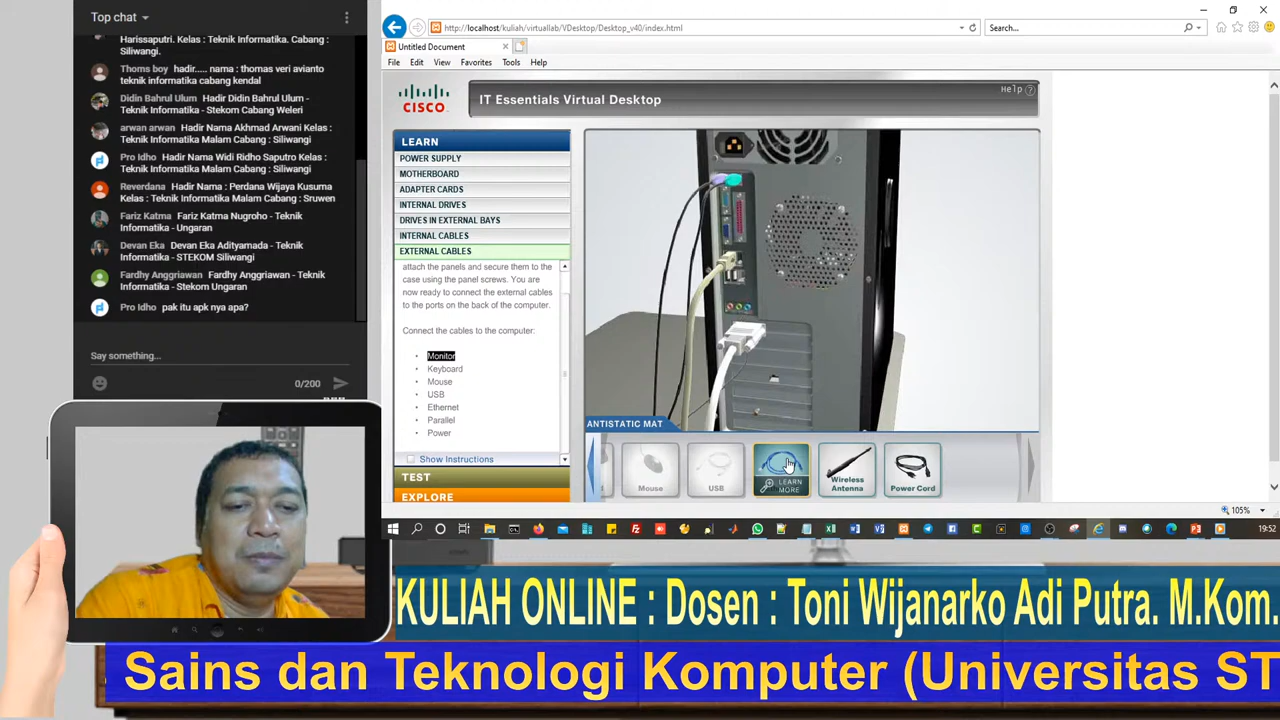 Top chat
Harissaputri. Kelas : Teknik Informatika. Cabang :
Siliwangi.
Thoms boy hadir..... nama : thomas veri avianto
teknik informatika cabang kendal
Didin Bahrul Ulum Hadir Didin Bahrul Ulum -
Teknik Informatika - Stekom Cabang Weleri
arwan arwan Hadir Nama Akhmad Arwani Kelas :
Teknik Informatika Malam Cabang : Siliwangi
Pro Idho Hadir Nama Widi Ridho Saputro Kelas :
Teknik Informatika Malam Cabang : Siliwangi
Reverdana Hadir Nama : Perdana Wijaya Kusuma
Kelas : Teknik Informatika Malam Cabang : Sruwen
Fariz Katma Fariz Katma Nugroho - Teknik
Informatika - Ungaran
Devan Eka Devan Eka Adityamada - Teknik
Informatika - STEKOM Siliwangi
Fardhy Anggriawan Fardhy Anggriawan - Teknik
Informatika - Stekom Ungaran
Pro Idho pak itu apk nya apa?
Say something...
0/200
http://localhost/kuliah/virtuallab/VDesktop/Desktop_v40/index.html
Search...
Untitled Document
File Edit View Favorites Tools Help
CISCO
IT Essentials Virtual Desktop
Help ?
LEARN
POWER SUPPLY
MOTHERBOARD
ADAPTER CARDS
INTERNAL DRIVES
DRIVES IN EXTERNAL BAYS
INTERNAL CABLES
EXTERNAL CABLES
attach the panels and secure them to the
case using the panel screws. You are
now ready to connect the external cables
to the ports on the back of the computer.
Connect the cables to the computer:
• Monitor
• Keyboard
• Mouse
• USB
• Ethernet
• Parallel
• Power
Show Instructions
TEST
EXPLORE
ANTISTATIC MAT
Mouse
USB
LEARN
MORE
Wireless
Antenna
Power Cord
105%
19:52
KULIAH ONLINE : Dosen : Toni Wijanarko Adi Putra. M.Kom.
Sains dan Teknologi Komputer (Universitas ST